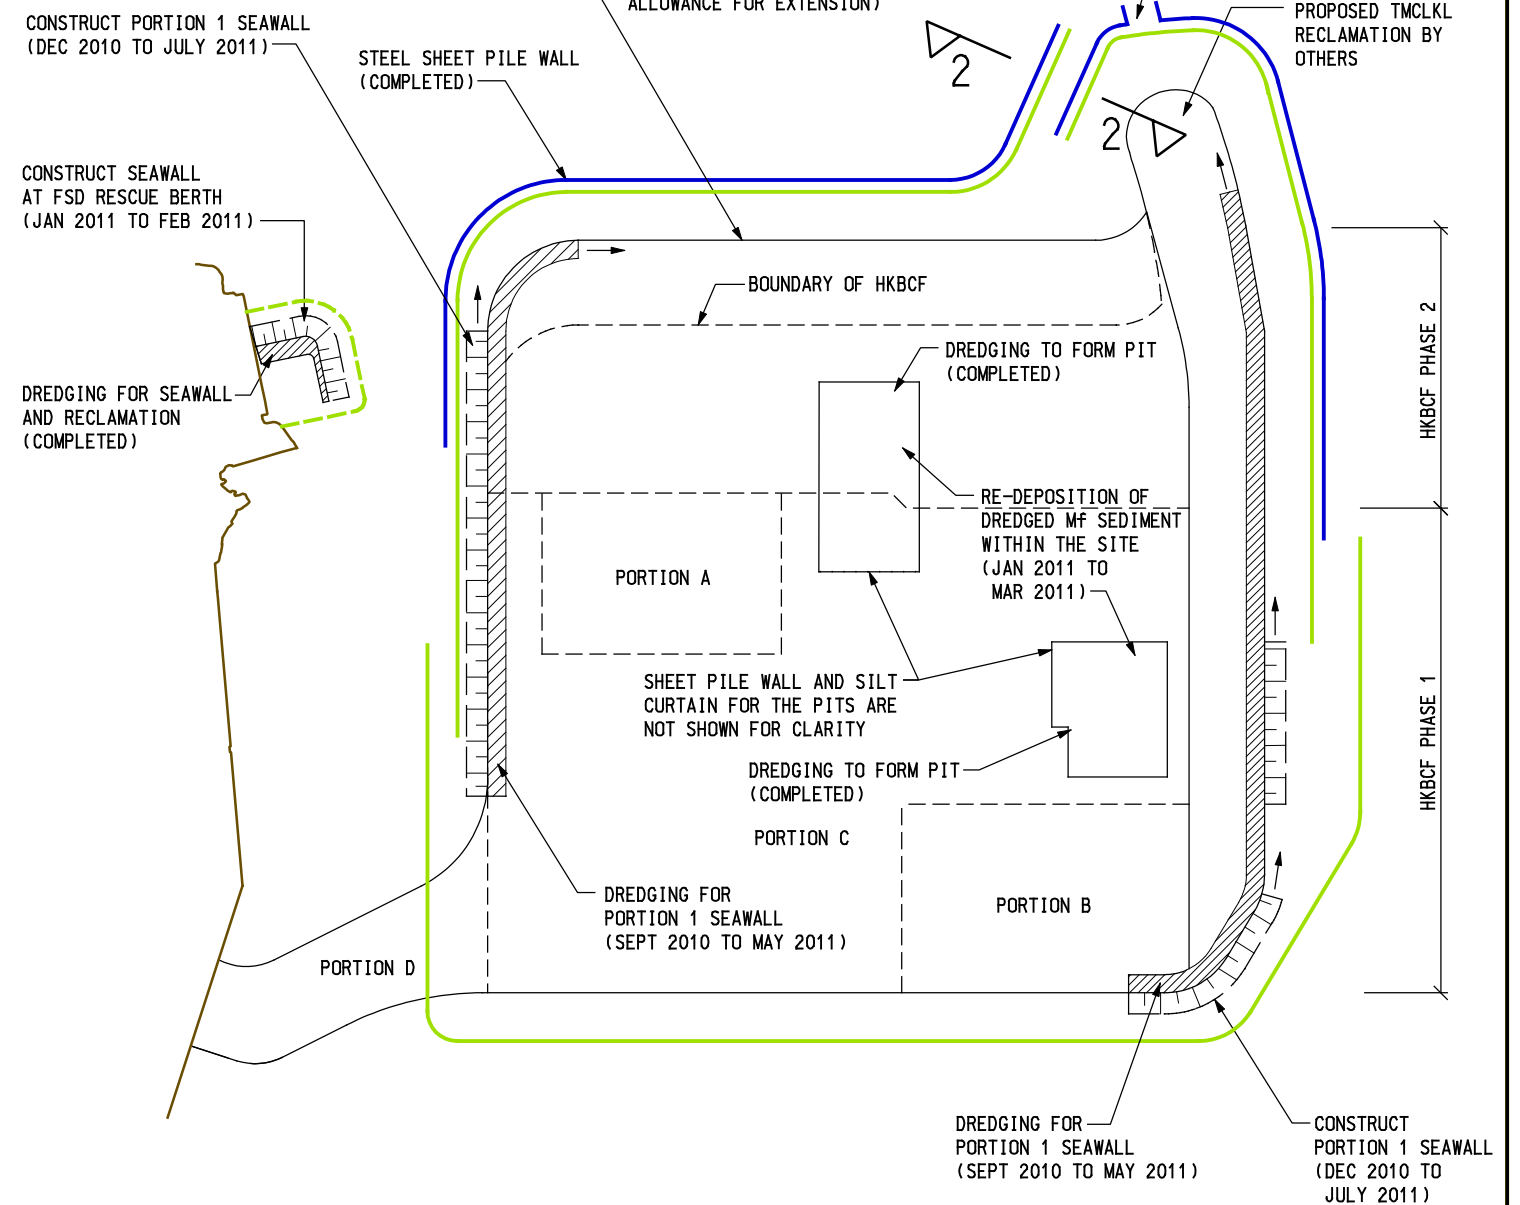 ALLOWANCE FOR EXTENSION)
CONSTRUCT PORTION 1 SEAWALL
(DEC 2010 TO JULY 2011)
STEEL SHEET PILE WALL
(COMPLETED)
2
PROPOSED TMCLKL
RECLAMATION BY
OTHERS
2
CONSTRUCT SEAWALL
AT FSD RESCUE BERTH
(JAN 2011 TO FEB 2011)
BOUNDARY OF HKBCF
DREDGING TO FORM PIT
(COMPLETED)
HKBCF PHASE 2
DREDGING FOR SEAWALL
AND RECLAMATION
(COMPLETED)
RE-DEPOSITION OF
DREDGED Mf SEDIMENT
WITHIN THE SITE
(JAN 2011 TO
MAR 2011)
PORTION A
SHEET PILE WALL AND SILT
CURTAIN FOR THE PITS ARE
NOT SHOWN FOR CLARITY
HKBCF PHASE 1
DREDGING TO FORM PIT
(COMPLETED)
PORTION C
DREDGING FOR
PORTION 1 SEAWALL
(SEPT 2010 TO MAY 2011)
PORTION B
PORTION D
DREDGING FOR
PORTION 1 SEAWALL
(SEPT 2010 TO MAY 2011)
CONSTRUCT
PORTION 1 SEAWALL
(DEC 2010 TO
JULY 2011)